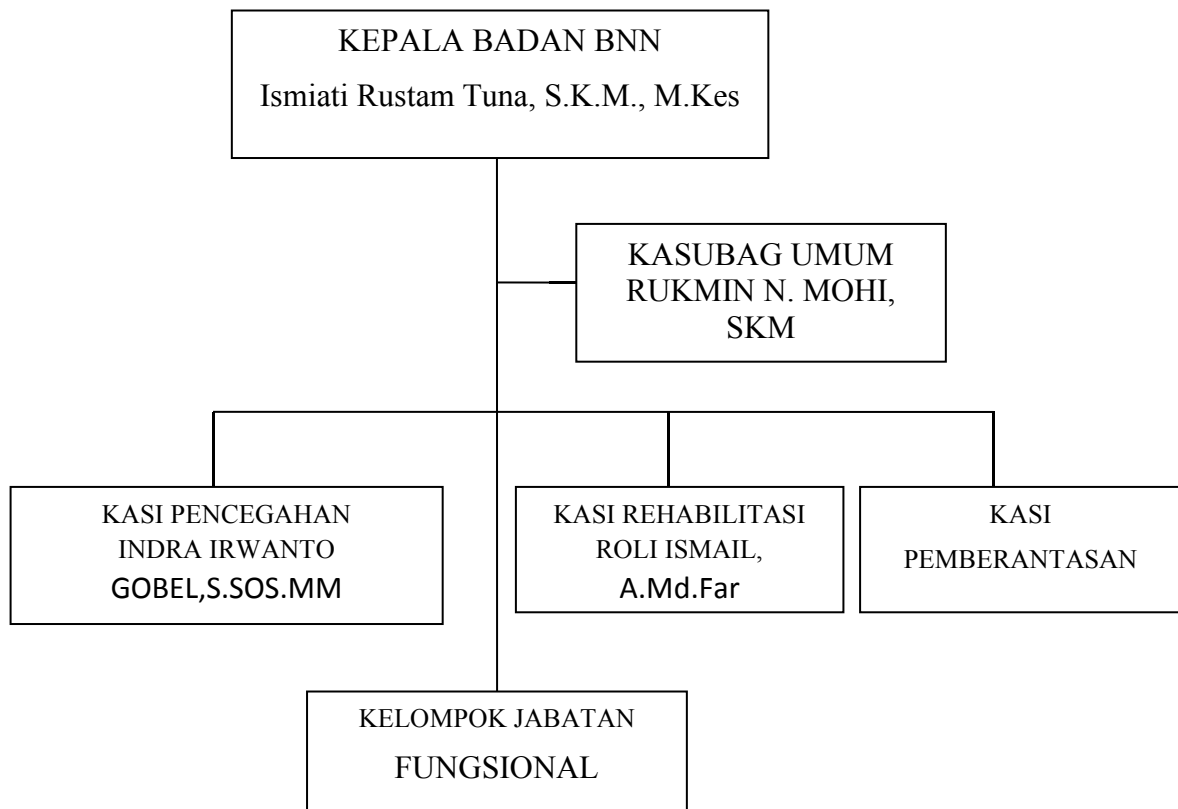 KEPALA BADAN BNN
Ismiati Rustam Tuna, S.K.M., M.Kes
KASUBAG UMUM
RUKMIN N. MOHI,
SKM
KASI PENCEGAHAN
INDRA IRWANTO
GOBEL,S.SOS.MM
KASI REHABILITASI
ROLI ISMAIL,
A.Md.Far
KASI
PEMBERANTASAN
KELOMPOK JABATAN
FUNGSIONAL